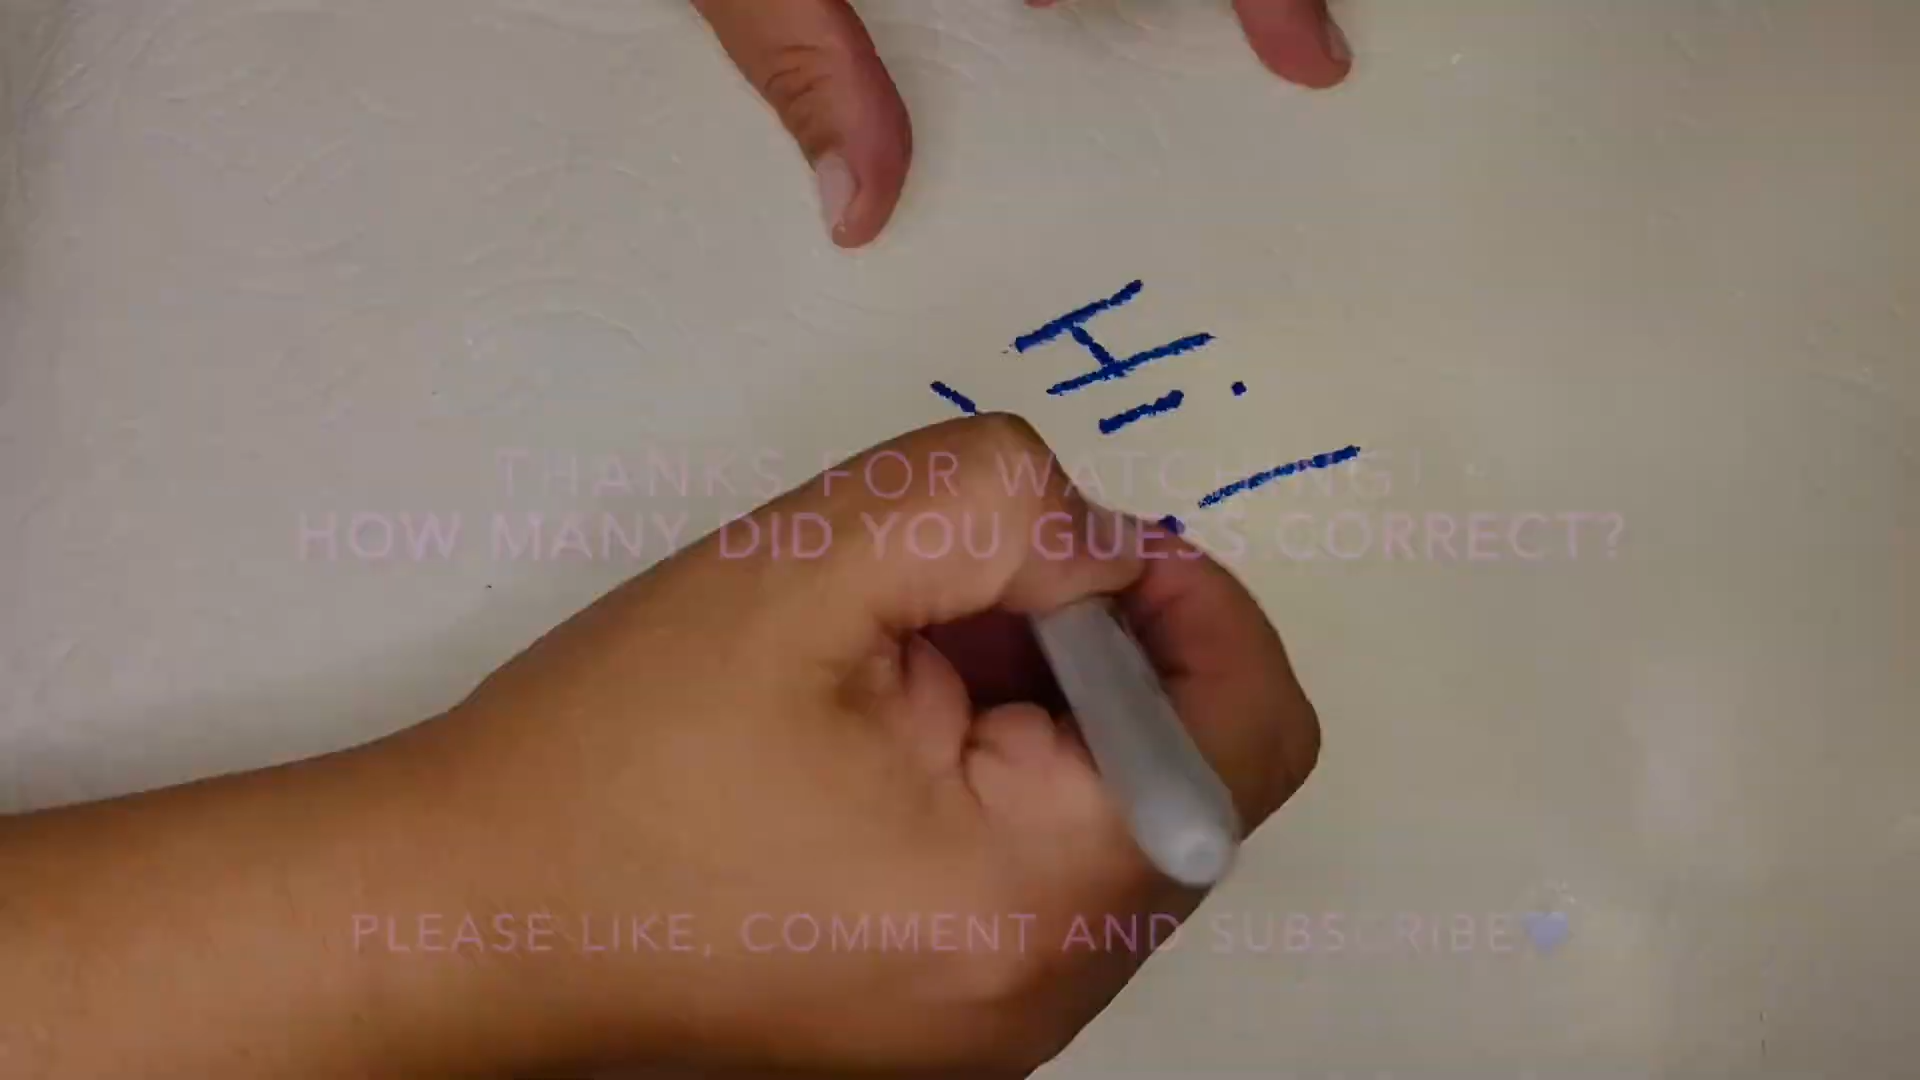 Hi
THANKS FOR WATCHING!
HOW MANY DID YOU GUESS CORRECT?
PLEASE LIKE, COMMENT AND SUBSCRIBE💙